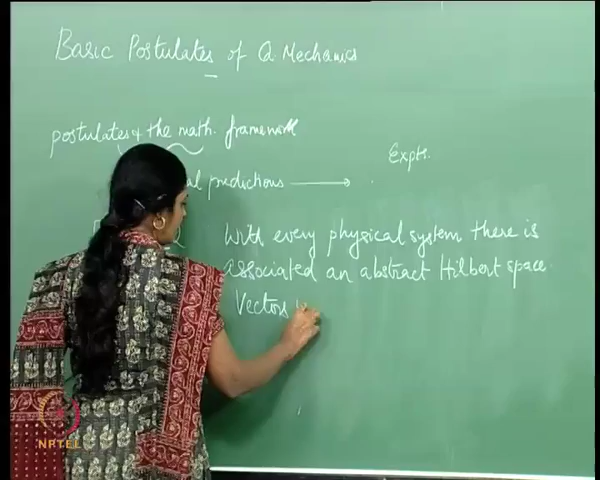 Basic Postulates of Q. Mechanics
postulates & the math. framework
Expts.
al predictions
With every physical system there is
associated an abstract Hilbert space.
Vectors
NPTEL